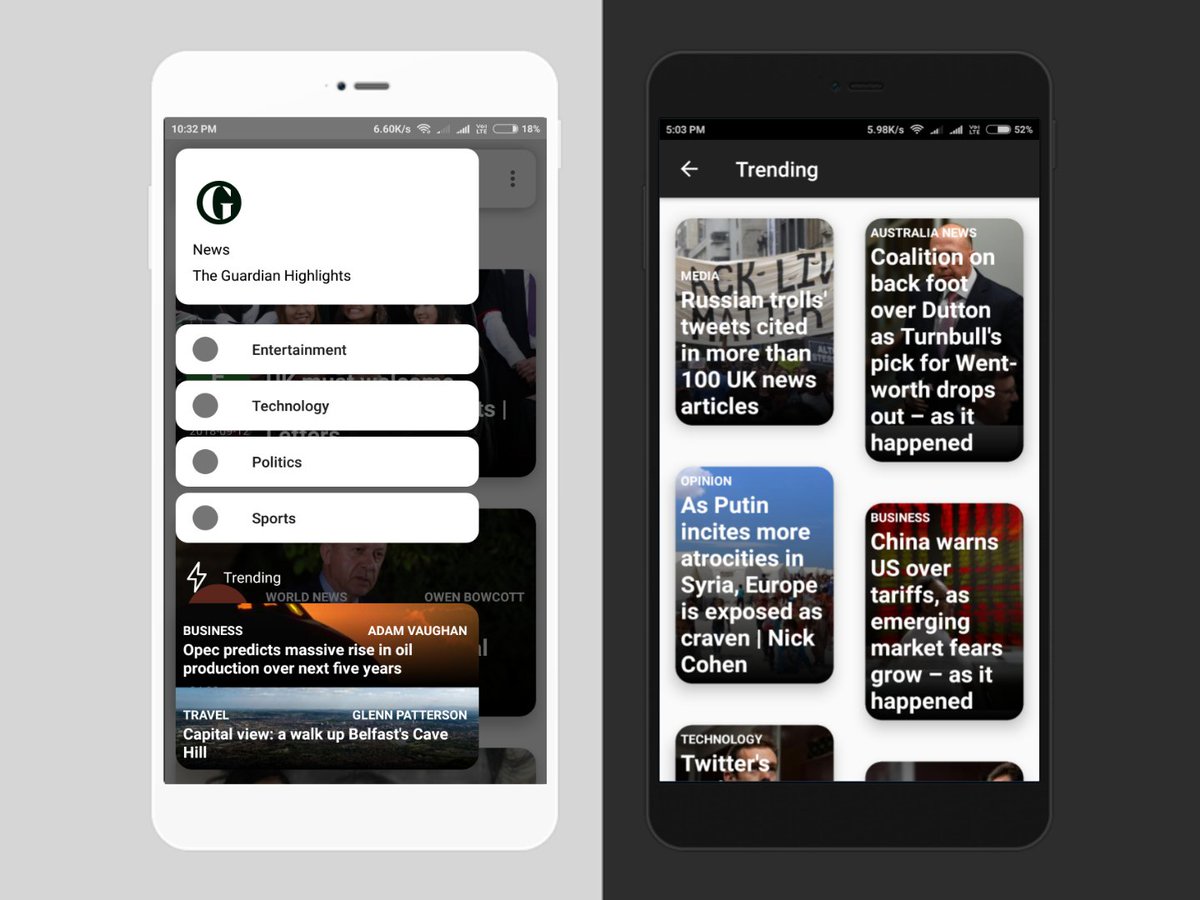 10:32 PM 6.60K/s Vo) LTE 18%
G
News
The Guardian Highlights
Entertainment
UK must welcome
Technology
ts |
Letters
2018-09-12
Politics
Sports
Trending
WORLD NEWS OWEN BOWCOTT
BUSINESS ADAM VAUGHAN
Opec predicts massive rise in oil
production over next five years
TRAVEL GLENN PATTERSON
Capital view: a walk up Belfast's Cave
Hill
5:03 PM 5.98K/s Vo) LTE 52%
Trending
MEDIA
Russian trolls'
tweets cited
in more than
100 UK news
articles
AUSTRALIA NEWS
Coalition on
back foot
over Dutton
as Turnbull's
pick for Went-
worth drops
out – as it
happened
OPINION
As Putin
incites more
atrocities in
Syria, Europe
is exposed as
craven | Nick
Cohen
BUSINESS
China warns
US over
tariffs, as
emerging
market fears
grow – as it
happened
TECHNOLOGY
Twitter's